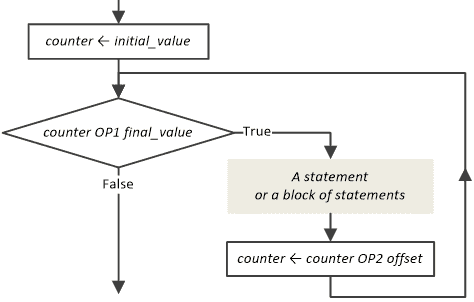 counter ← initial_value
counter OP1 final_value
True
False
A statement
or a block of statements
counter ← counter OP2 offset